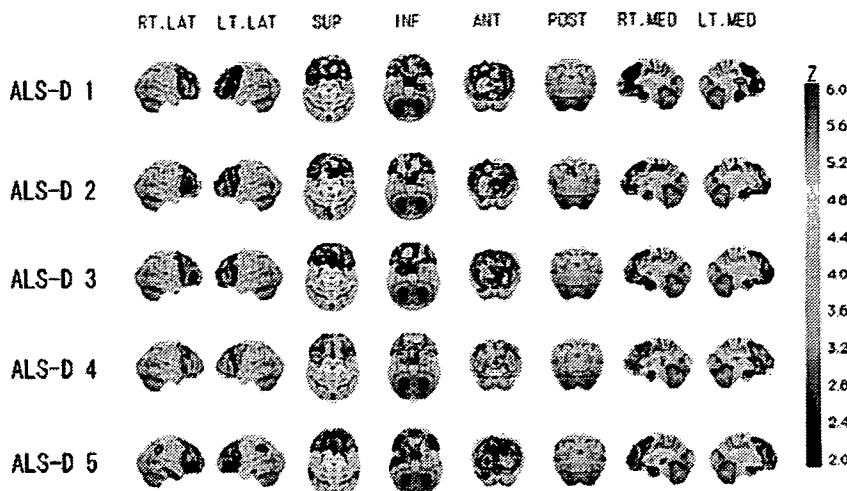 RT.LAT LT.LAT SUP INF ANT POST RT.MED LT.MED
Z
ALS-D 1
6.0
5.6
5.2
ALS-D 2
4.8
4.4
ALS-D 3
4.0
3.6
3.2
ALS-D 4
2.8
2.4
ALS-D 5
2.0